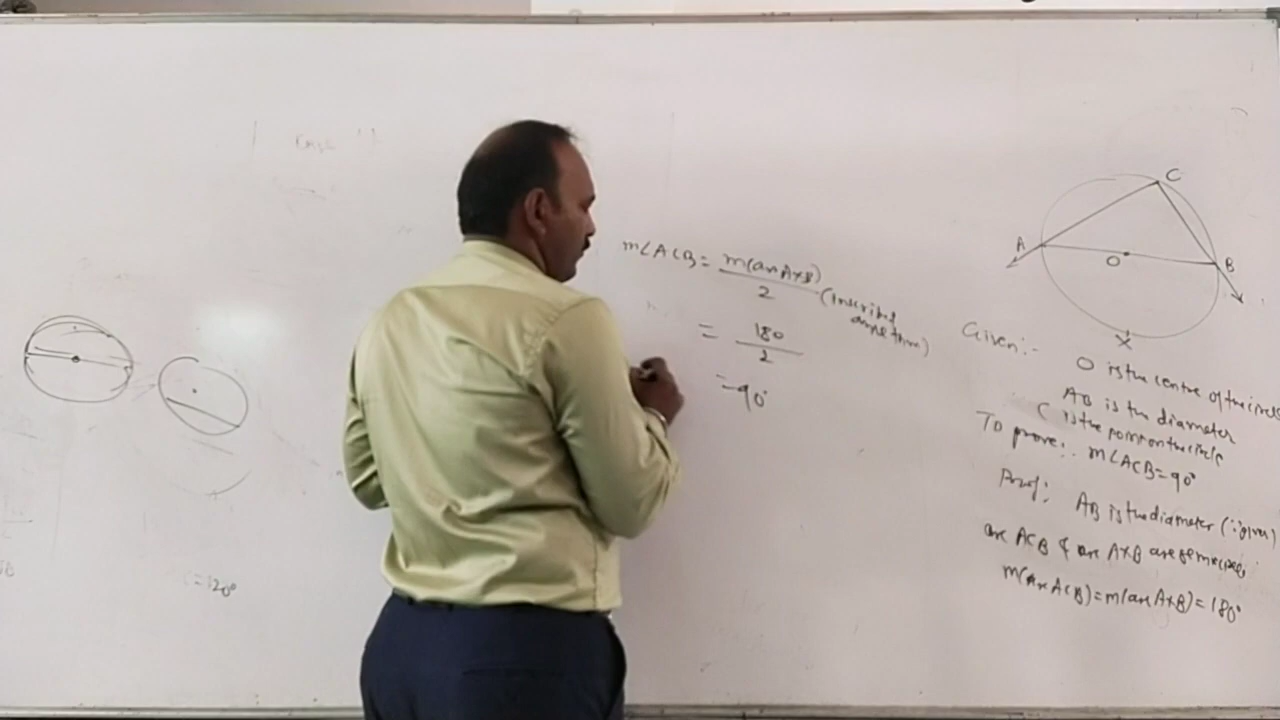 C
A
O
B
X
Given:-
O is the centre of the circle
AB is the diameter
C is the point on the circle
To prove:. m∠ACB=90°
Proof: AB is the diameter (∵given)
arc ACB & arc AXB are semicircles
m(arc ACB)=m(arc AXB)=180°
m∠ACB= m(arc AXB)/2 (Inscribed angle thm)
= 180/2
=90°
=120°